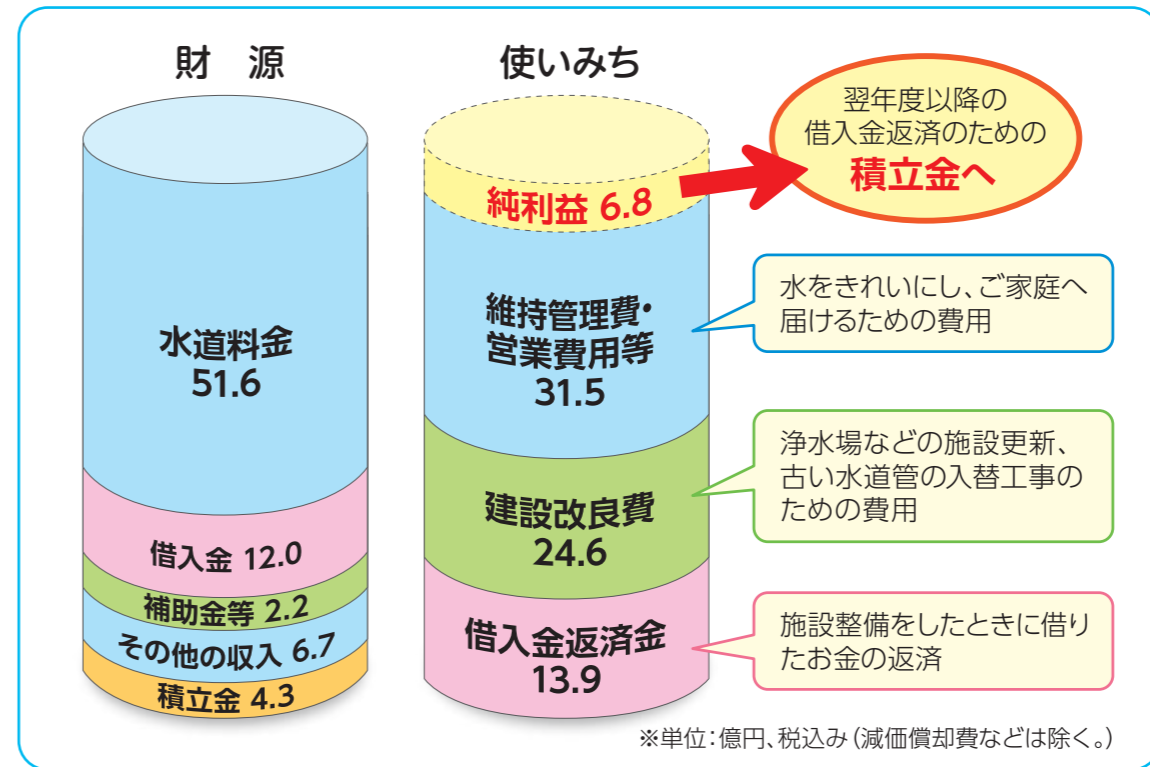 財 源
水道料金
51.6
借入金 12.0
補助金等 2.2
その他の収入 6.7
積立金 4.3
使いみち
純利益 6.8
維持管理費・
営業費用等
31.5
建設改良費
24.6
借入金返済金
13.9
翌年度以降の
借入金返済のための
積立金へ
水をきれいにし、ご家庭へ
届けるための費用
浄水場などの施設更新、
古い水道管の入替工事の
ための費用
施設整備をしたときに借り
たお金の返済
※単位：億円、税込み（減価償却費などは除く。）